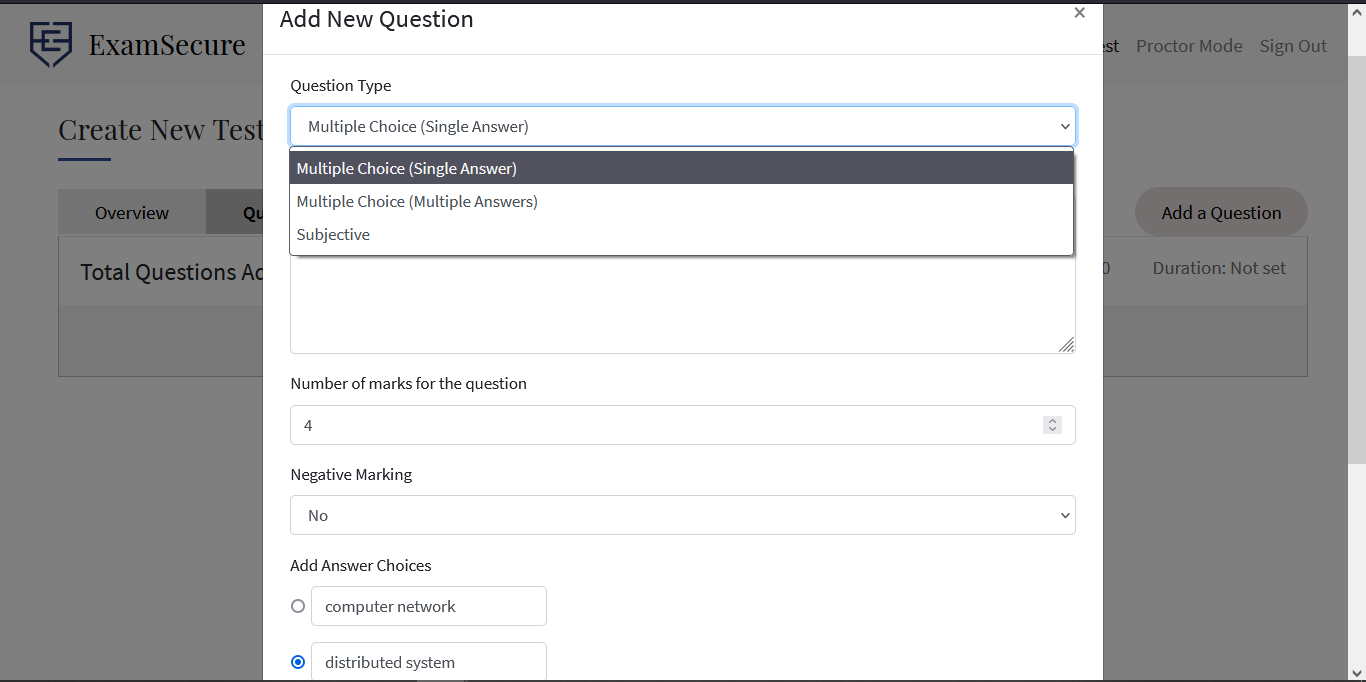 Add New Question
×
ExamSecure
est Proctor Mode Sign Out
Question Type
Multiple Choice (Single Answer)
Create New Test
Multiple Choice (Single Answer)
Multiple Choice (Multiple Answers)
Subjective
Overview
Qu
Add a Question
Total Questions Ad
0 Duration: Not set
Number of marks for the question
4
Negative Marking
No
Add Answer Choices
computer network
distributed system